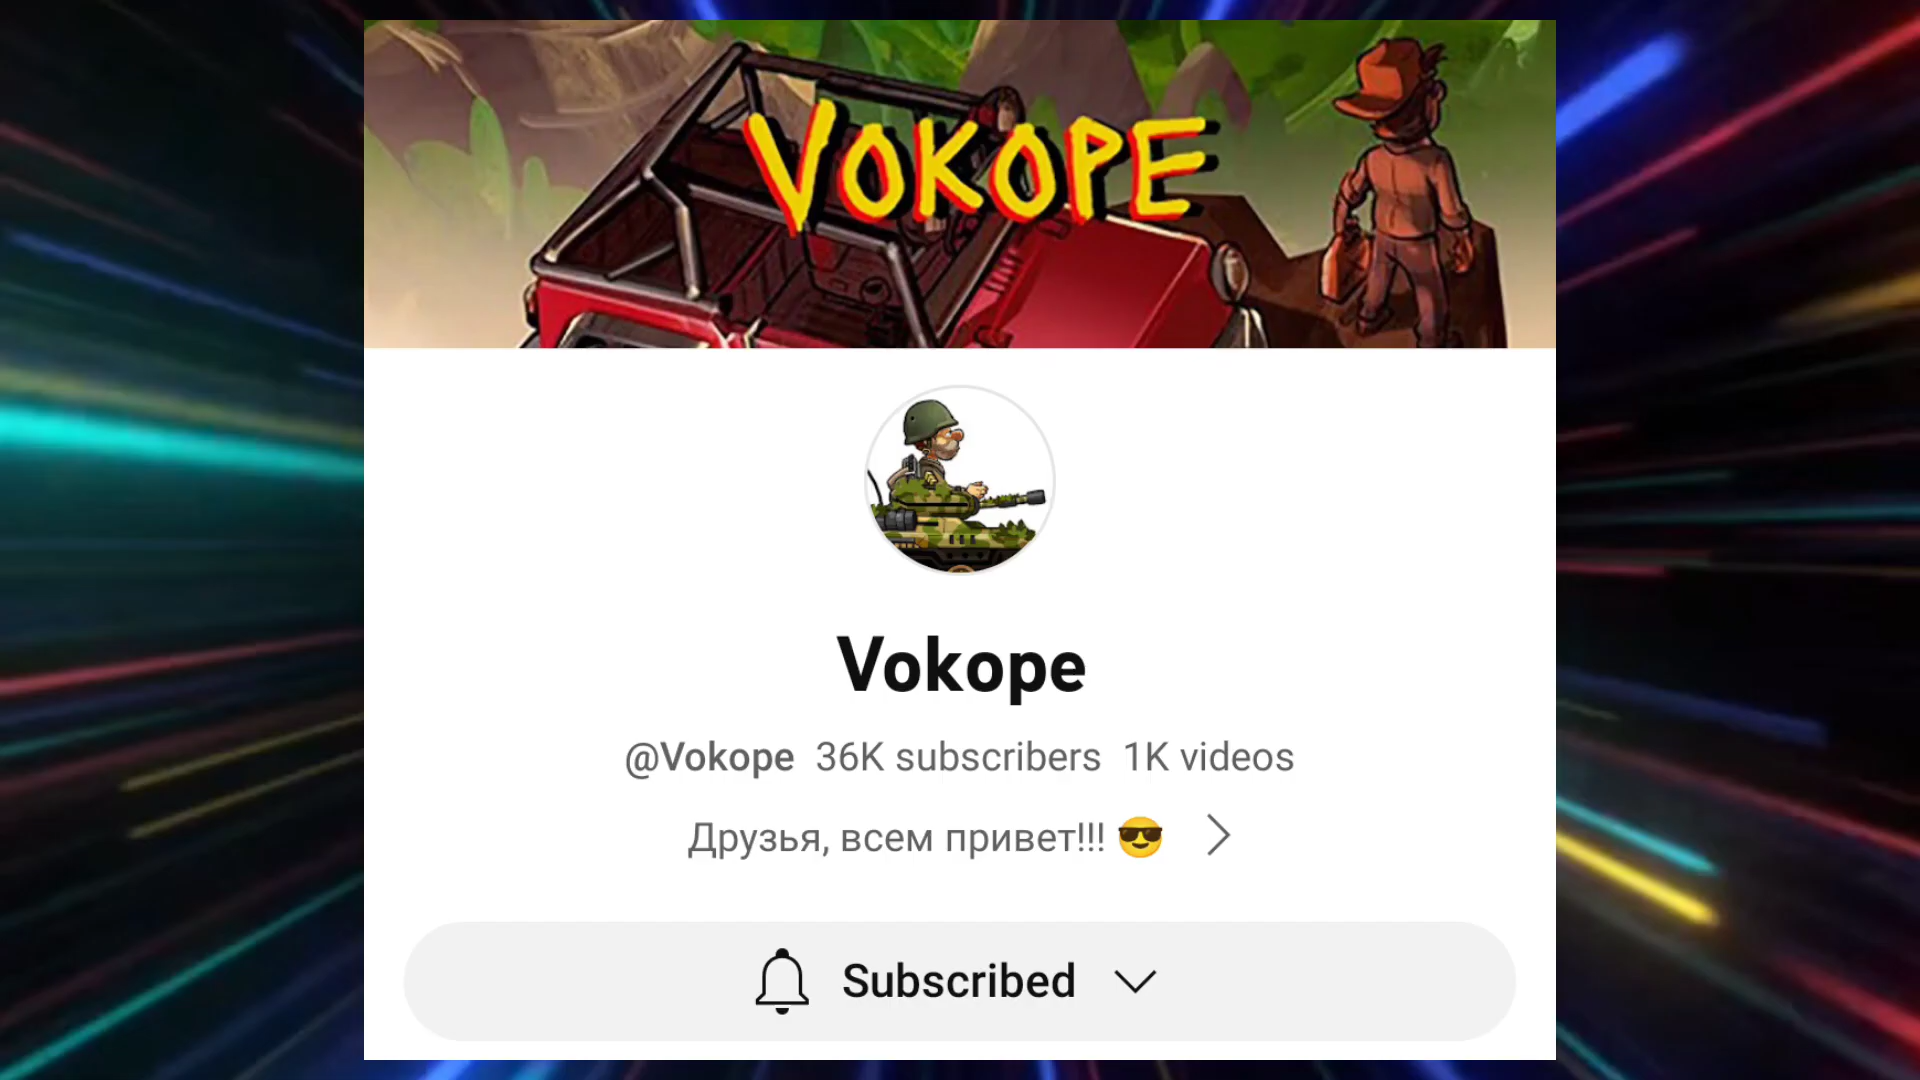 VOKOPE
Vokope
@Vokope 36K subscribers 1K videos
Друзья, всем привет!!! 😎
Subscribed